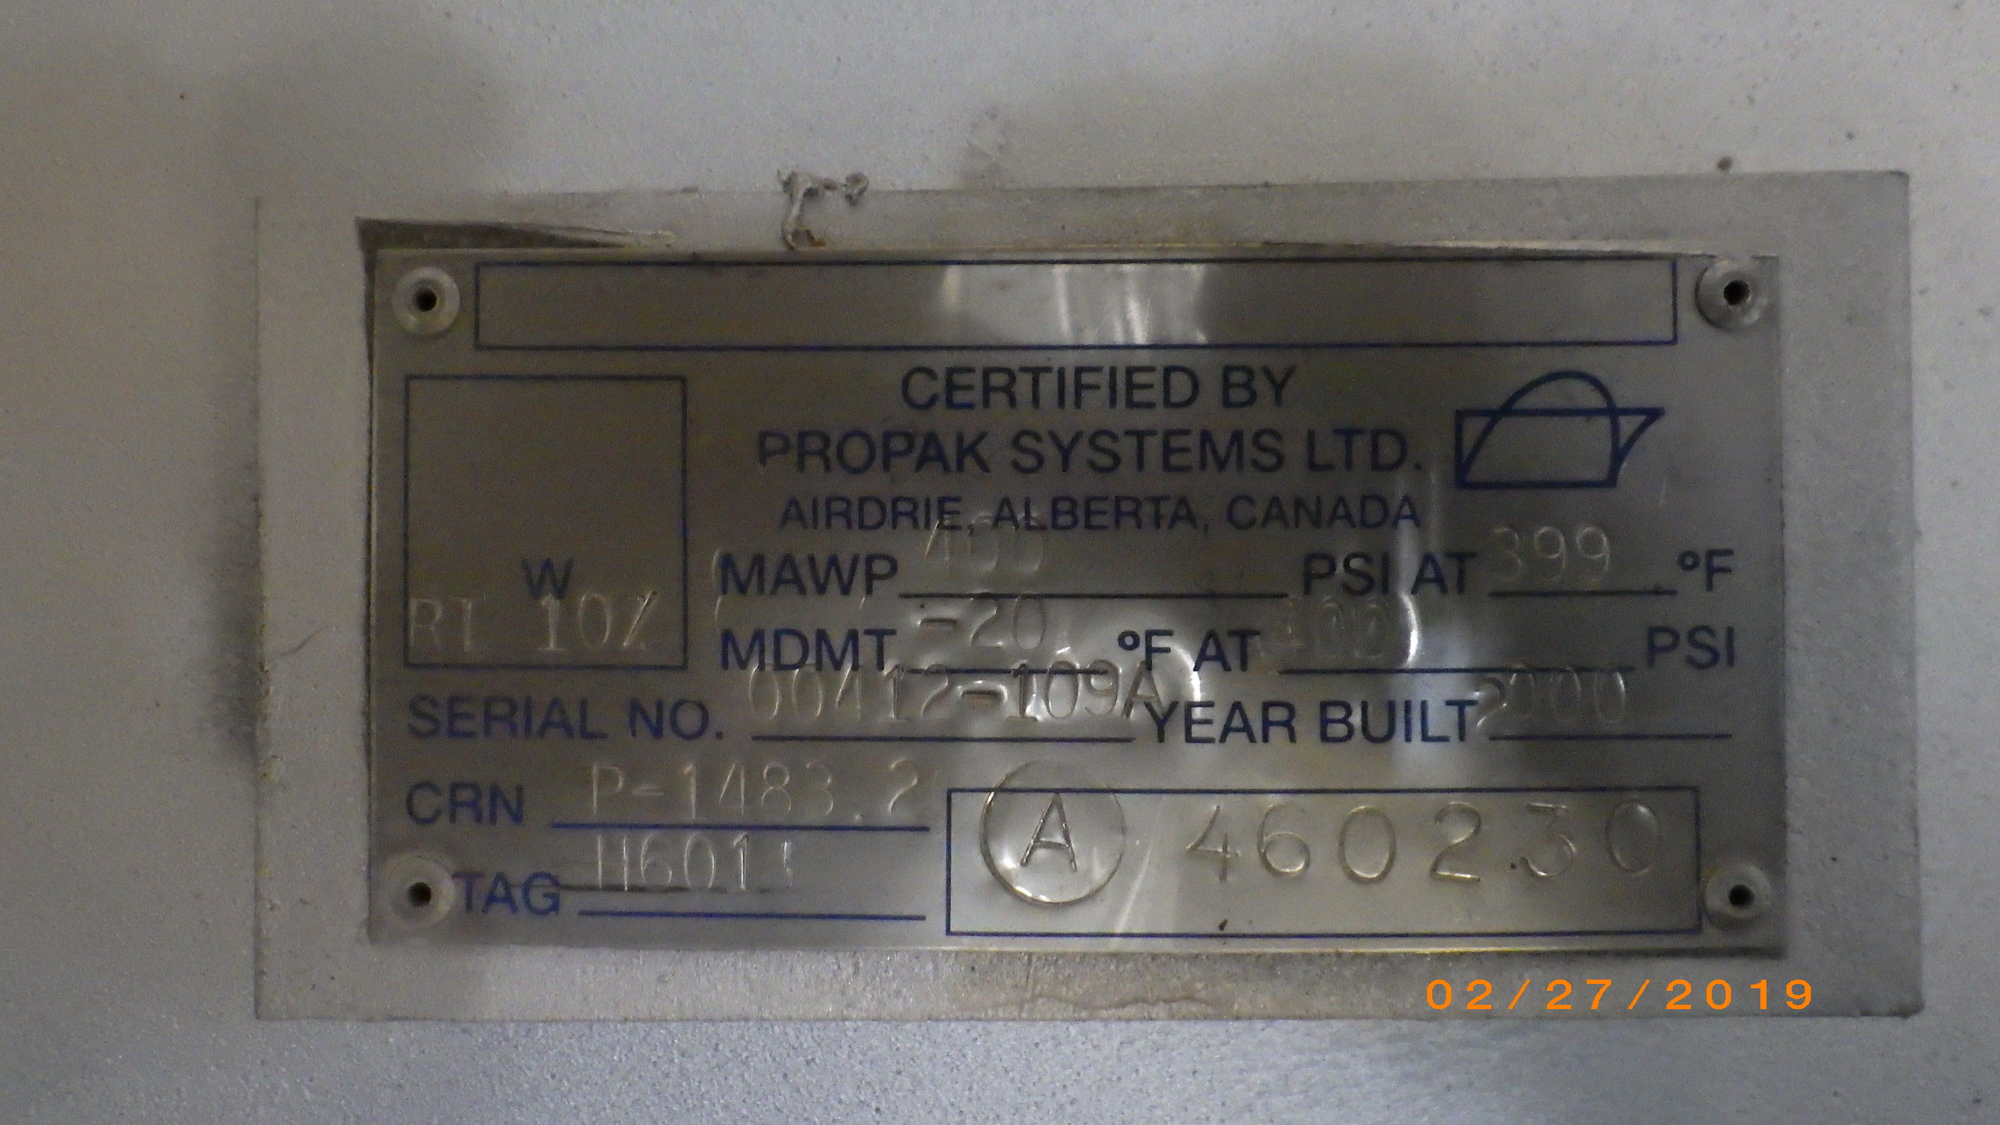 CERTIFIED BY
PROPAK SYSTEMS LTD.
AIRDRIE, ALBERTA, CANADA
W
RT 10%
MAWP 400 PSI AT 399 °F
MDMT -20 °F AT 400 PSI
SERIAL NO. 00412-109A YEAR BUILT 2000
CRN P-1483.2
TAG
A 460230
02/27/2019